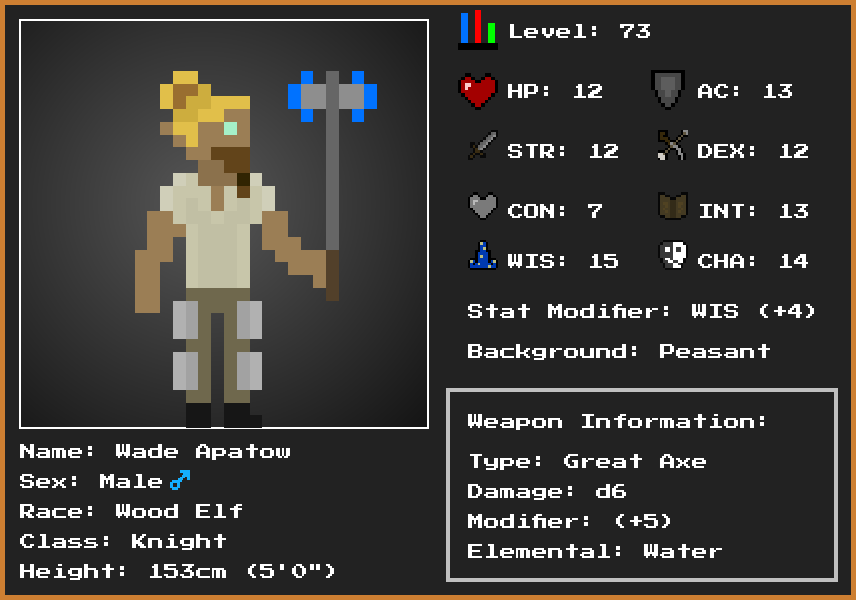 Level: 73
HP: 12
AC: 13
STR: 12
DEX: 12
CON: 7
INT: 13
WIS: 15
CHA: 14
Stat Modifier: WIS (+4)
Background: Peasant
Weapon Information:
Type: Great Axe
Damage: d6
Modifier: (+5)
Elemental: Water
Name: Wade Apatow
Sex: Male♂
Race: Wood Elf
Class: Knight
Height: 153cm (5'0")